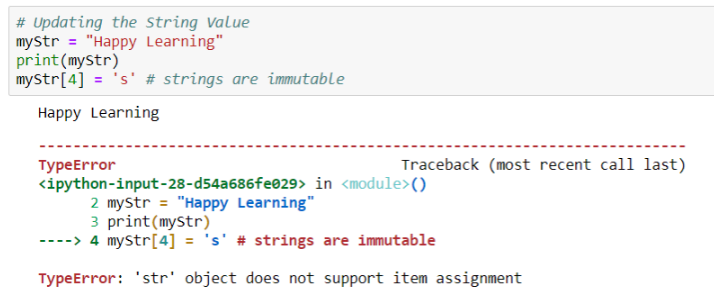 # Updating the String Value
myStr = "Happy Learning"
print(myStr)
myStr[4] = 's' # strings are immutable
Happy Learning
---------------------------------------------------------------------------
TypeError                                 Traceback (most recent call last)
<ipython-input-28-d54a686fe029> in <module>()
      2 myStr = "Happy Learning"
      3 print(myStr)
----> 4 myStr[4] = 's' # strings are immutable
TypeError: 'str' object does not support item assignment